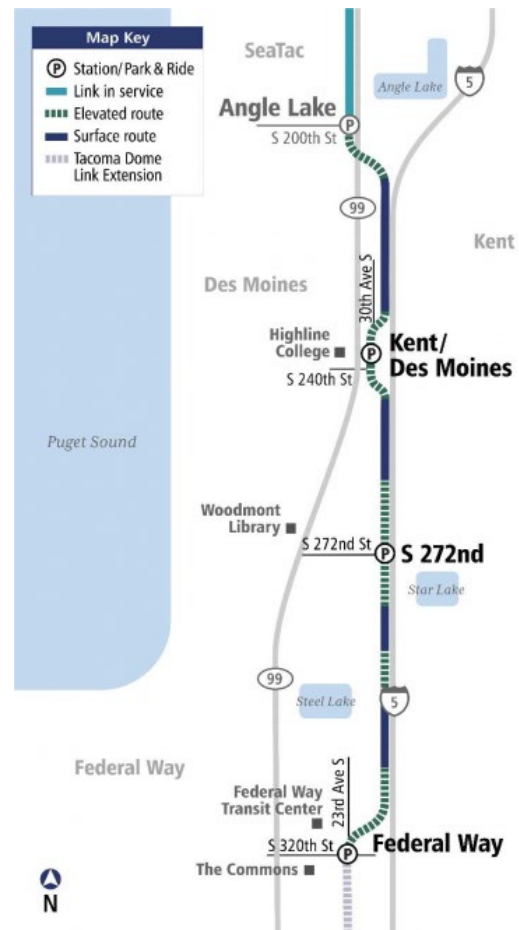 Map Key
P Station/Park & Ride
Link in service
Elevated route
Surface route
Tacoma Dome
Link Extension
SeaTac
Angle Lake
5
Angle Lake
P
S 200th St
99
Kent
30th Ave S
Des Moines
Highline
College
P
Kent/
Des Moines
S 240th St
Puget Sound
Woodmont
Library
S 272nd St
P
S 272nd
Star Lake
99
Steel Lake
5
Federal Way
23rd Ave S
Federal Way
Transit Center
S 320th St
P
Federal Way
The Commons
N